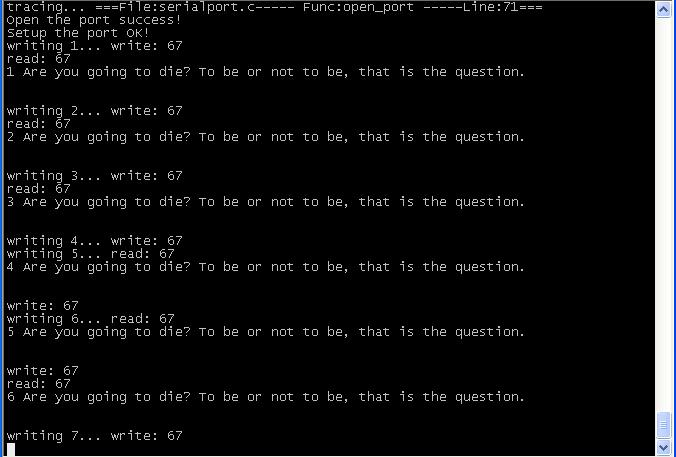 tracing... ===File:serialport.c----- Func:open_port -----Line:71===
Open the port success!
Setup the port OK!
writing 1... write: 67
read: 67
1 Are you going to die? To be or not to be, that is the question.
writing 2... write: 67
read: 67
2 Are you going to die? To be or not to be, that is the question.
writing 3... write: 67
read: 67
3 Are you going to die? To be or not to be, that is the question.
writing 4... write: 67
writing 5... read: 67
4 Are you going to die? To be or not to be, that is the question.
write: 67
writing 6... read: 67
5 Are you going to die? To be or not to be, that is the question.
write: 67
read: 67
6 Are you going to die? To be or not to be, that is the question.
writing 7... write: 67